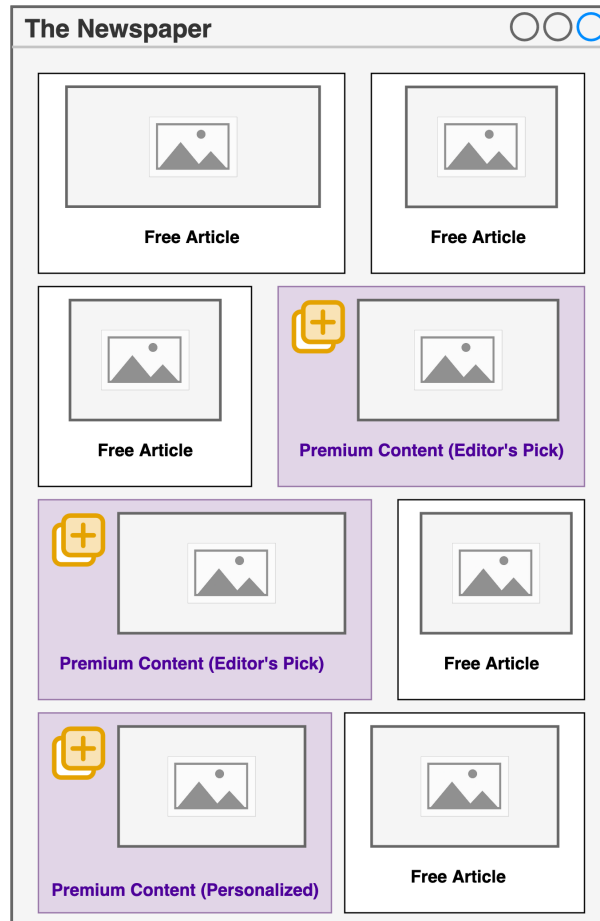 The Newspaper
Free Article
Free Article
Free Article
Premium Content (Editor's Pick)
Premium Content (Editor's Pick)
Free Article
Premium Content (Personalized)
Free Article